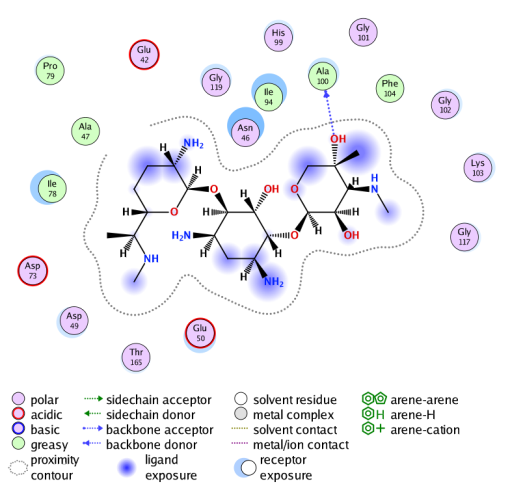 His
99
Gly
101
Glu
42
Pro
79
Gly
119
Ile
94
Ala
100
Phe
104
Gly
102
Ala
47
Asn
46
OH
NH2
H
H
H
H
O
OH
O
H
N
Lys
103
Ile
78
H
O
H2N
H
H
O
H
H
OH
Gly
117
H
NH
H
NH2
Asp
73
Asp
49
Glu
50
Thr
165
polar
acidic
basic
greasy
proximity
contour
sidechain acceptor
sidechain donor
backbone acceptor
backbone donor
ligand
exposure
solvent residue
metal complex
solvent contact
metal/ion contact
receptor
exposure
arene-arene
H arene-H
+ arene-cation